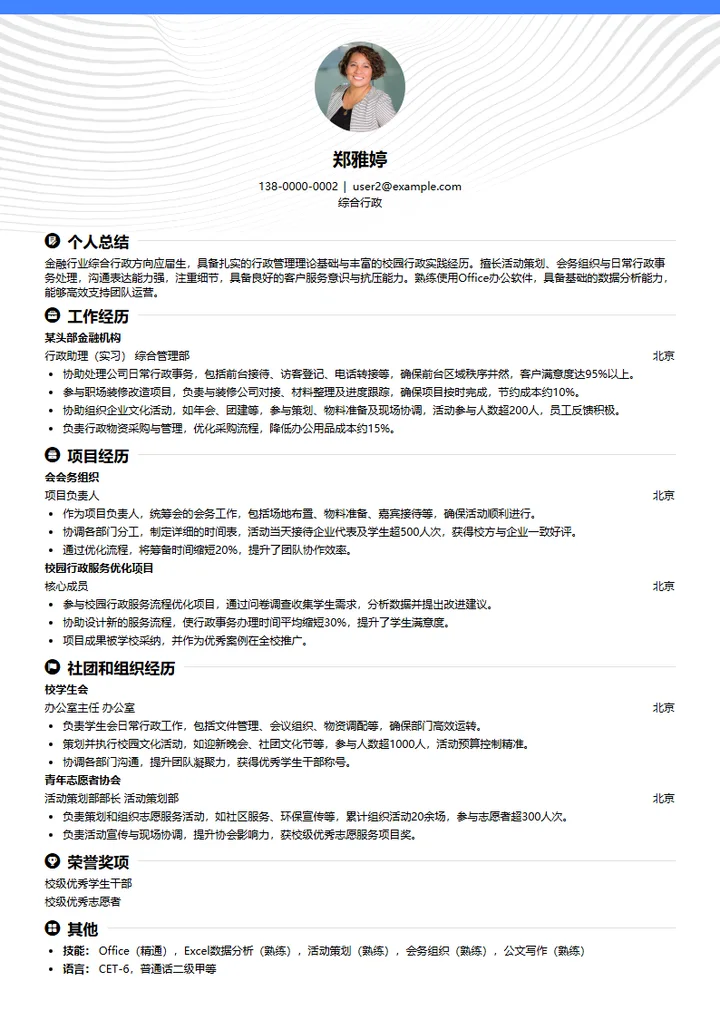 郑雅婷
138-0000-0002 | user2@example.com
综合行政
个人总结
金融行业综合行政方向应届生，具备扎实的行政管理理论基础与丰富的校园行政实践经历。擅长活动策划、会务组织与日常行政事
务处理，沟通表达能力强，注重细节，具备良好的客户服务意识与抗压能力。熟练使用Office办公软件，具备基础的数据分析能力，
能够高效支持团队运营。
工作经历
某头部金融机构
行政助理（实习） 综合管理部 北京
• 协助处理公司日常行政事务，包括前台接待、访客登记、电话转接等，确保前台区域秩序井然，客户满意度达95%以上。
• 参与职场装修改造项目，负责与装修公司对接、材料整理及进度跟踪，确保项目按时完成，节约成本约10%。
• 协助组织企业文化活动，如年会、团建等，参与策划、物料准备及现场协调，活动参与人数超200人，员工反馈积极。
• 负责行政物资采购与管理，优化采购流程，降低办公用品成本约15%。
项目经历
会会务组织
项目负责人 北京
• 作为项目负责人，统筹会的会务工作，包括场地布置、物料准备、嘉宾接待等，确保活动顺利进行。
• 协调各部门分工，制定详细的时间表，活动当天接待企业代表及学生超500人次，获得校方与企业一致好评。
• 通过优化流程，将筹备时间缩短20%，提升了团队协作效率。
校园行政服务优化项目
核心成员 北京
• 参与校园行政服务流程优化项目，通过问卷调查收集学生需求，分析数据并提出改进建议。
• 协助设计新的服务流程，使行政事务办理时间平均缩短30%，提升了学生满意度。
• 项目成果被学校采纳，并作为优秀案例在全校推广。
社团和组织经历
校学生会
办公室主任 办公室 北京
• 负责学生会日常行政工作，包括文件管理、会议组织、物资调配等，确保部门高效运转。
• 策划并执行校园文化活动，如迎新晚会、社团文化节等，参与人数超1000人，活动预算控制精准。
• 协调各部门沟通，提升团队凝聚力，获得优秀学生干部称号。
青年志愿者协会
活动策划部部长 活动策划部 北京
• 负责策划和组织志愿服务活动，如社区服务、环保宣传等，累计组织活动20余场，参与志愿者超300人次。
• 负责活动宣传与现场协调，提升协会影响力，获校级优秀志愿服务项目奖。
荣誉奖项
校级优秀学生干部
校级优秀志愿者
其他
• 技能： Office（精通）, Excel数据分析（熟练）, 活动策划（熟练）, 会务组织（熟练）, 公文写作（熟练）
• 语言： CET-6，普通话二级甲等